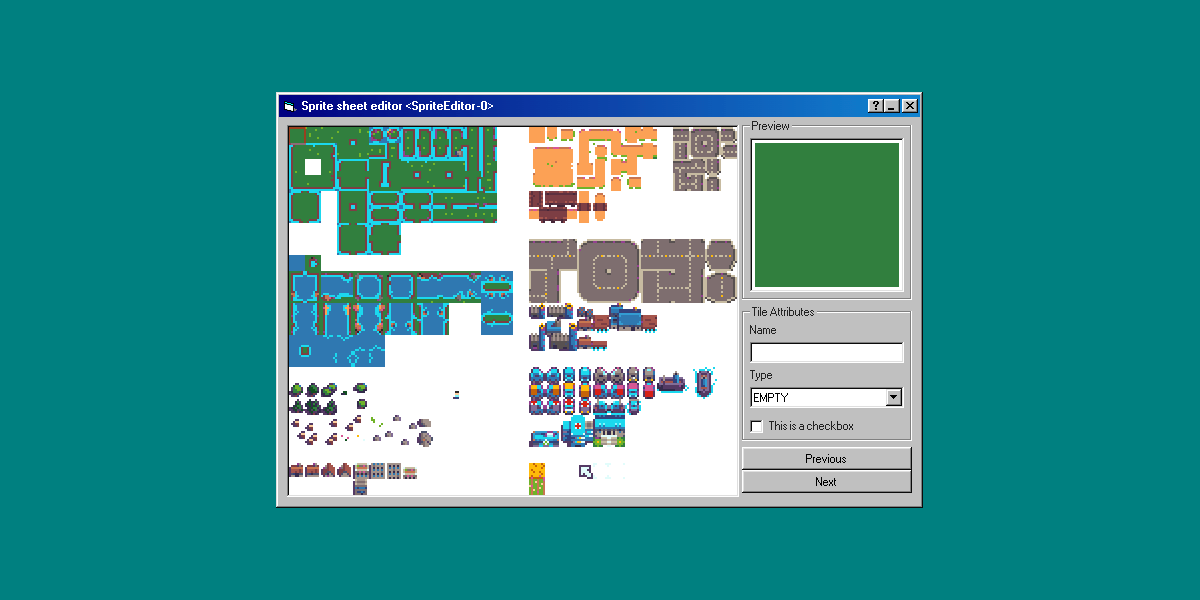 Sprite sheet editor <SpriteEditor-0>
Preview
Tile Attributes
Name
Type
EMPTY
This is a checkbox
Previous
Next